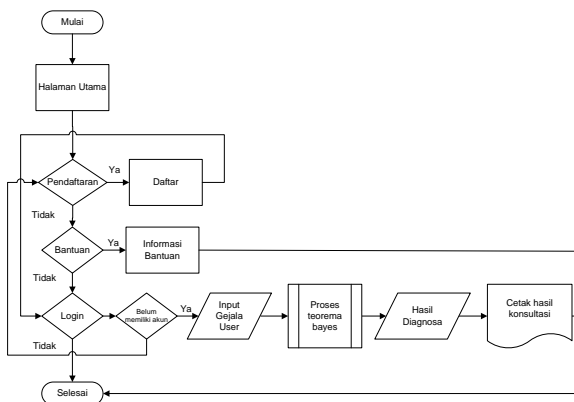 Mulai
Halaman Utama
Pendaftaran
Ya
Daftar
Tidak
Bantuan
Ya
Informasi
Bantuan
Tidak
Login
Belum
memiliki akun
Ya
Input
Gejala
User
Proses
teorema
bayes
Hasil
Diagnosa
Cetak hasil
konsultasi
Tidak
Selesai